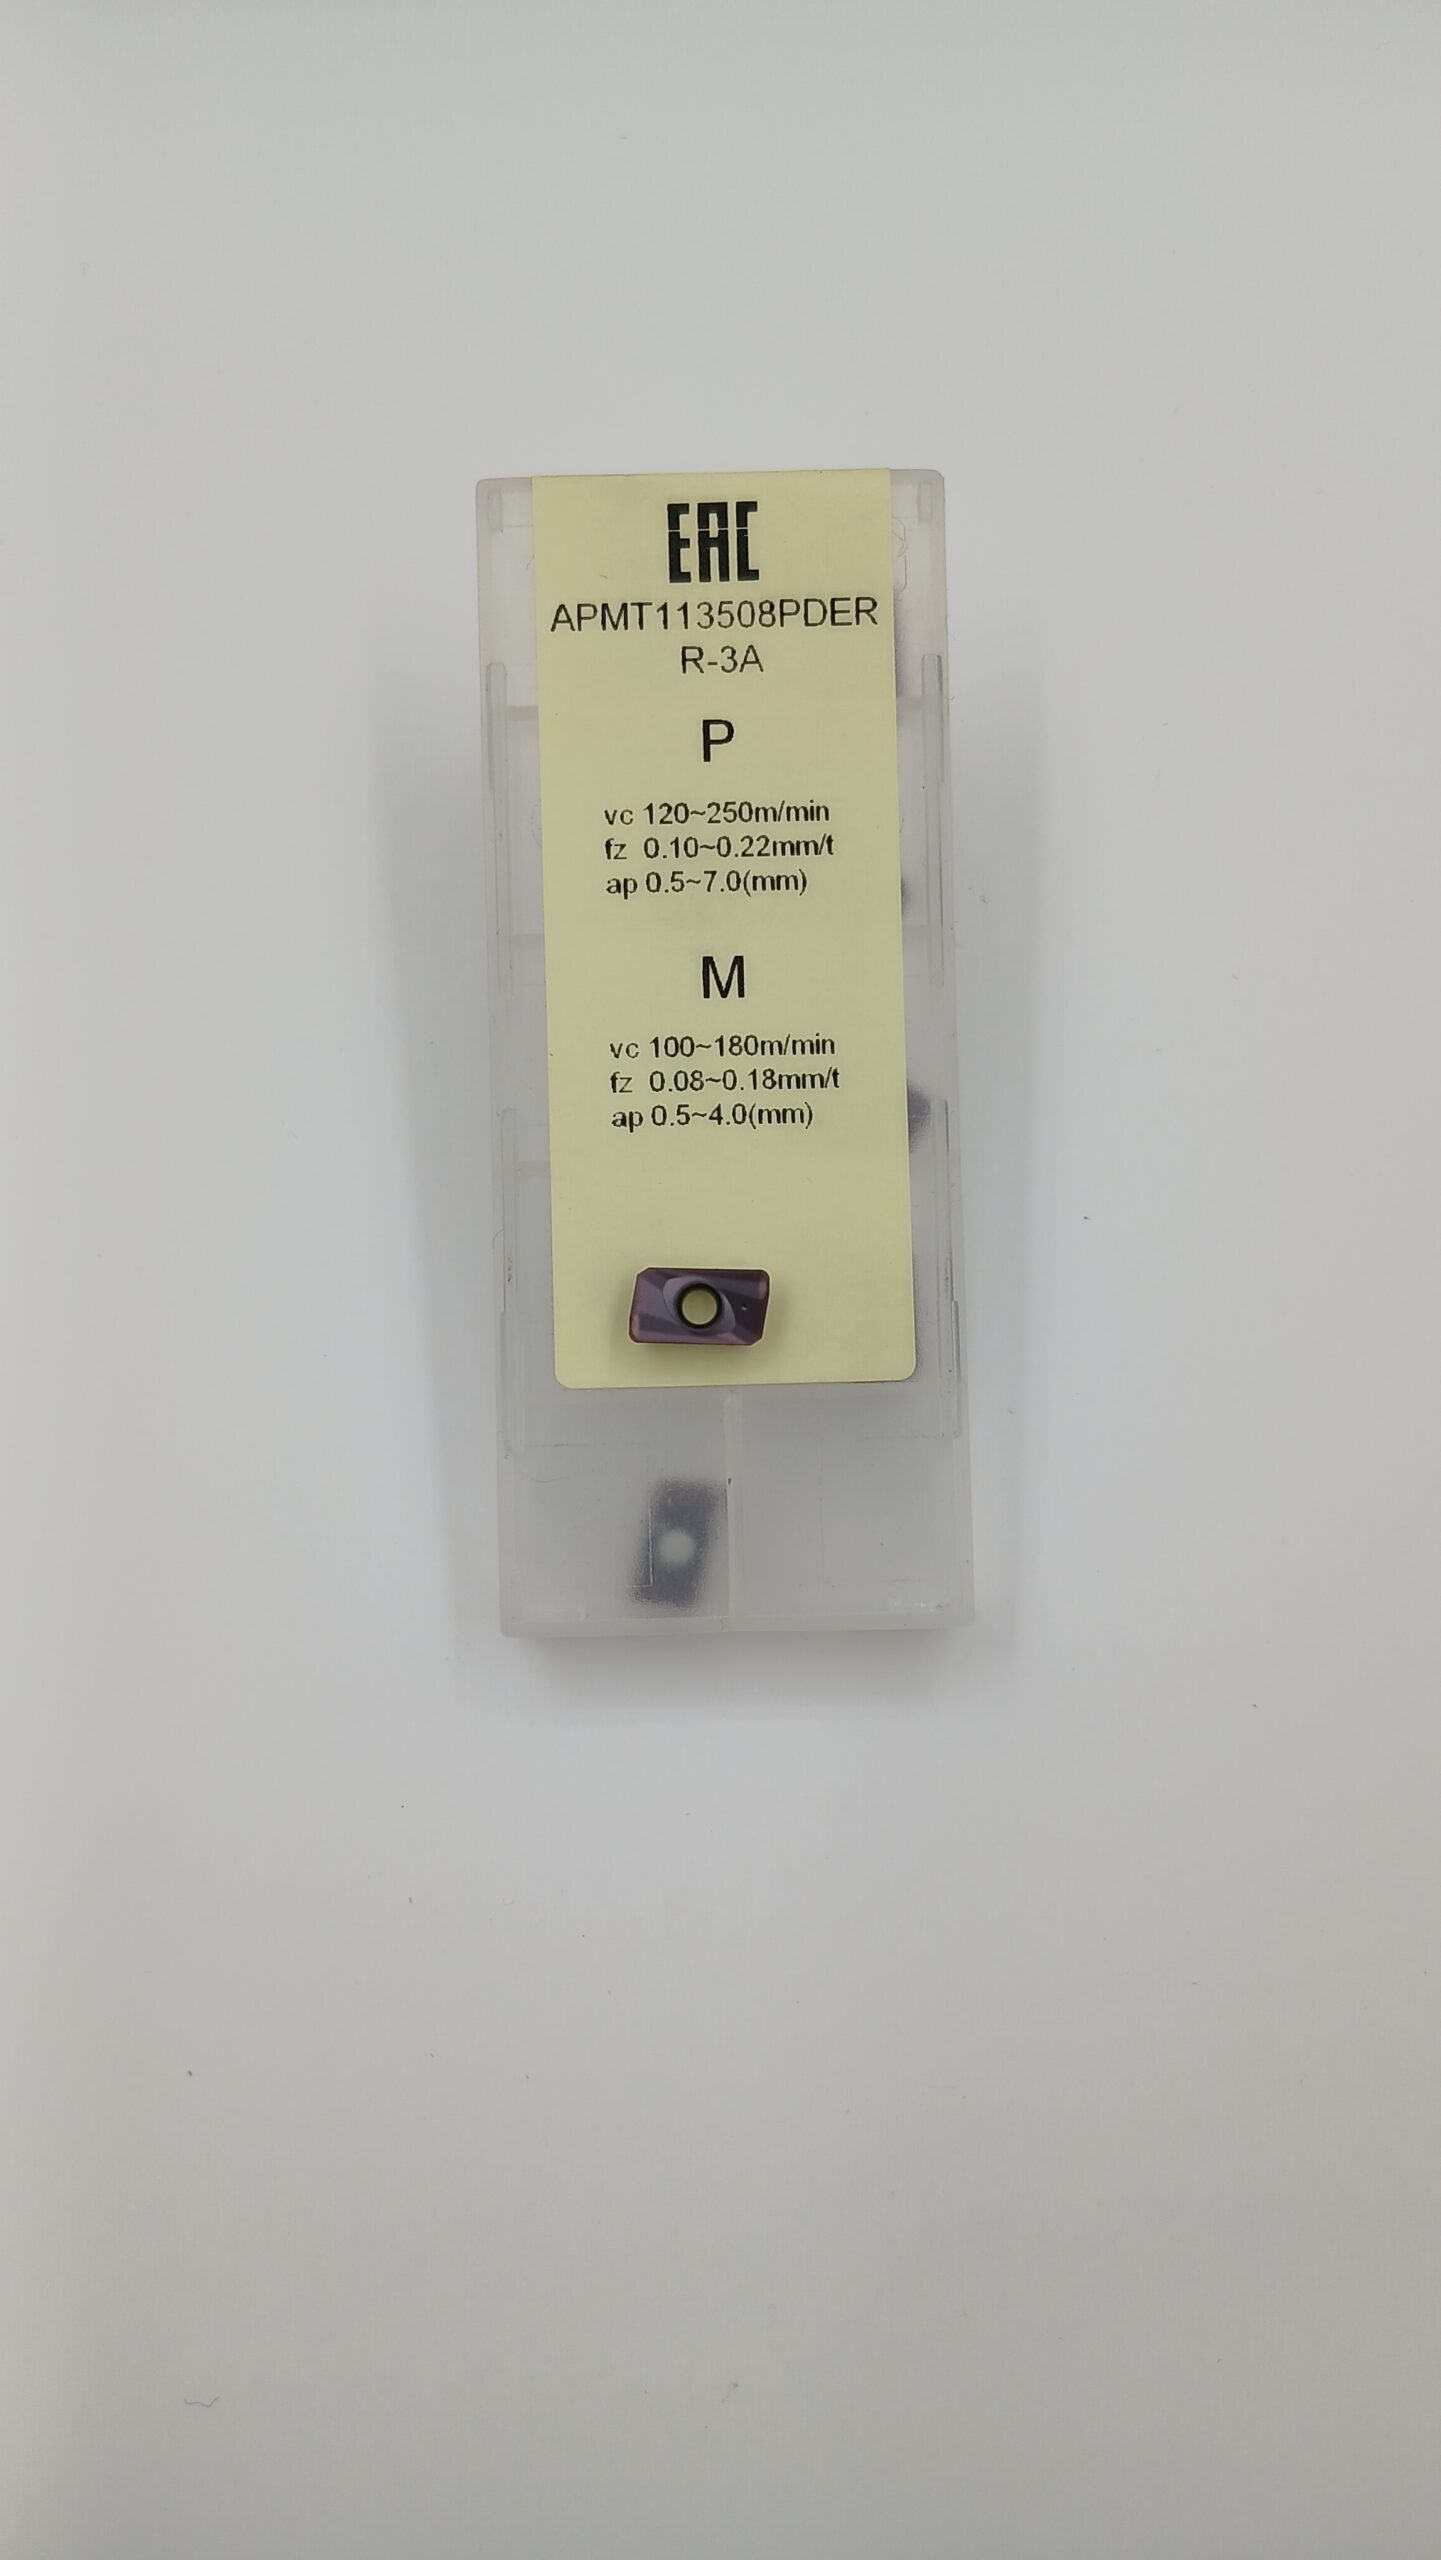 EAC
APMT113508PDER
R-3A
P
vc 120~250m/min
fz 0.10~0.22mm/t
ap 0.5~7.0(mm)
M
vc 100~180m/min
fz 0.08~0.18mm/t
ap 0.5~4.0(mm)